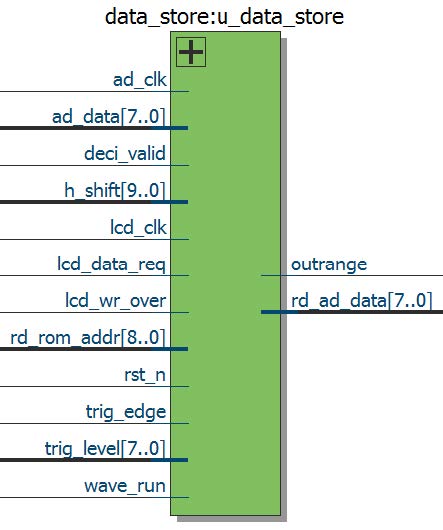 data_store:u_data_store
ad_clk
ad_data[7..0]
deci_valid
h_shift[9..0]
lcd_clk
lcd_data_req
outrange
lcd_wr_over
rd_ad_data[7..0]
rd_rom_addr[8..0]
rst_n
trig_edge
trig_level[7..0]
wave_run